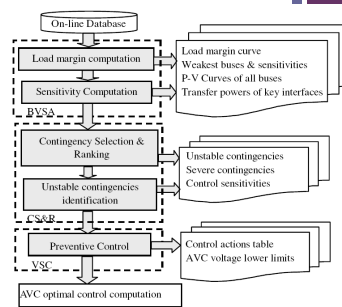 On-line Database
Load margin computation
Sensitivity Computation
BVSA
Load margin curve
Weakest buses & sensitivities
P-V Curves of all buses
Transfer powers of key interfaces
Contingency Selection &
Ranking
Unstable contingencies
identification
CS&R
Unstable contingencies
Severe contingencies
Control sensitivities
Preventive Control
VSC
Control actions table
AVC voltage lower limits
AVC optimal control computation